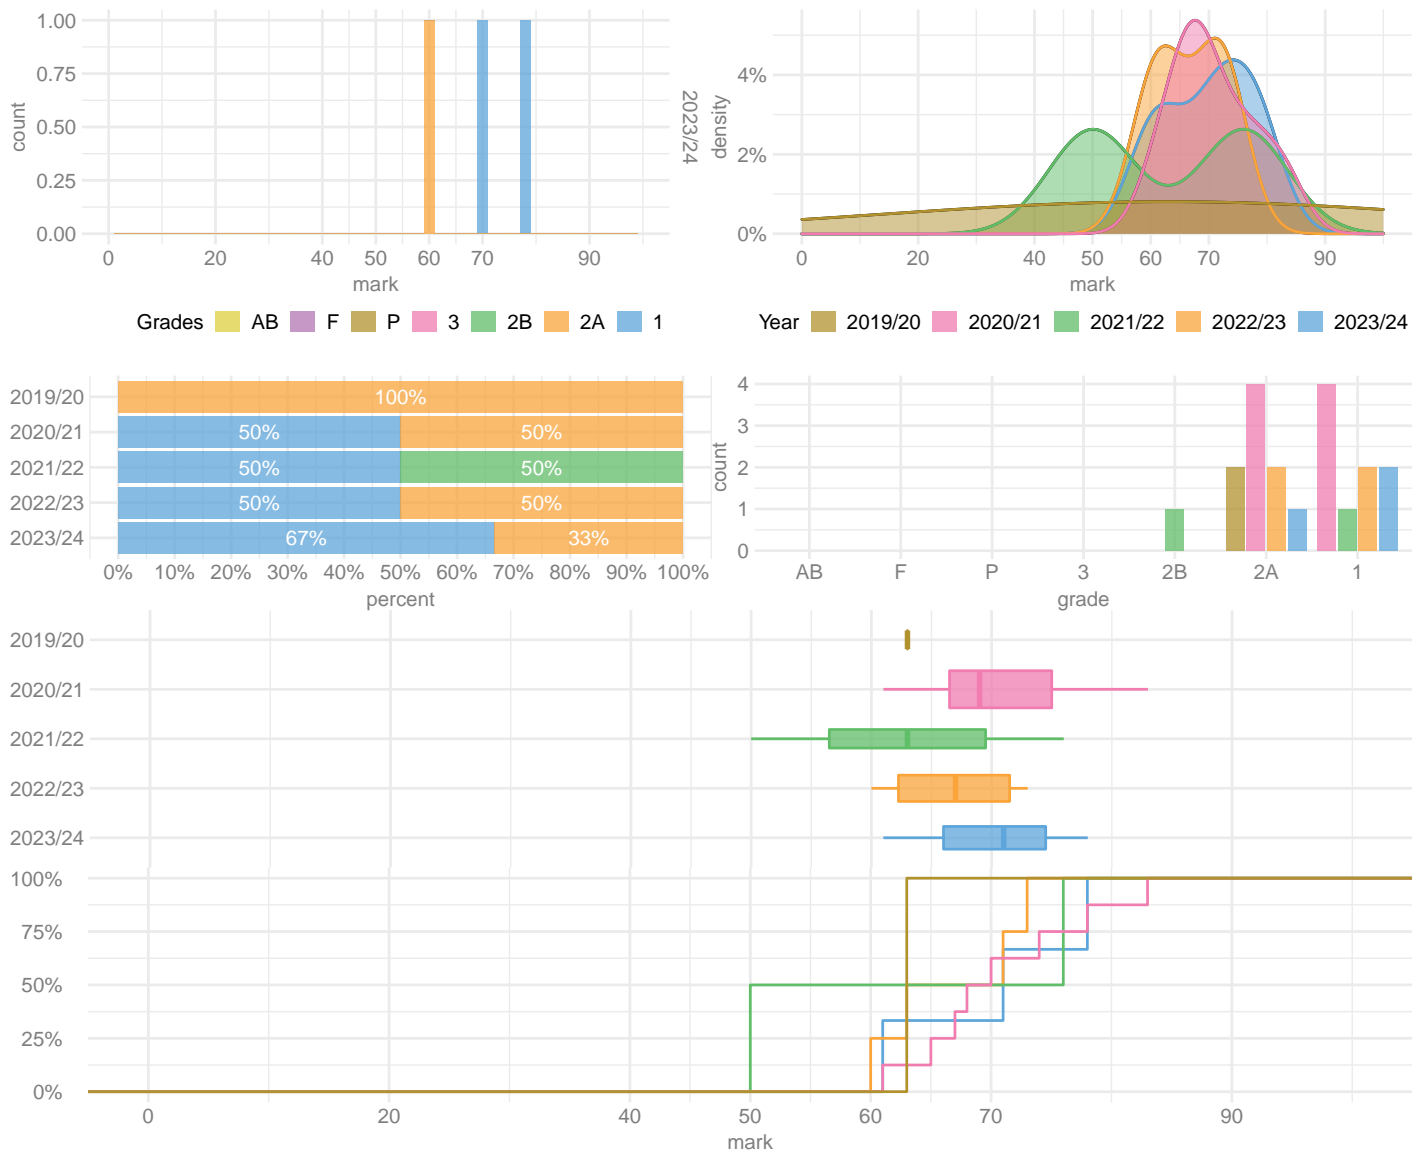 1.00
0.75
0.50
0.25
0.00
count
0 20 40 50 60 70 90
mark
2023/24
4%
2%
0%
density
0 20 40 50 60 70 90
mark
Grades AB F P 3 2B 2A 1
Year 2019/20 2020/21 2021/22 2022/23 2023/24
2019/20 100%
2020/21 50% 50%
2021/22 50% 50%
2022/23 50% 50%
2023/24 67% 33%
0% 10% 20% 30% 40% 50% 60% 70% 80% 90% 100%
percent
4
3
2
1
0
count
AB F P 3 2B 2A 1
grade
2019/20
2020/21
2021/22
2022/23
2023/24
100%
75%
50%
25%
0%
0 20 40 50 60 70 90
mark